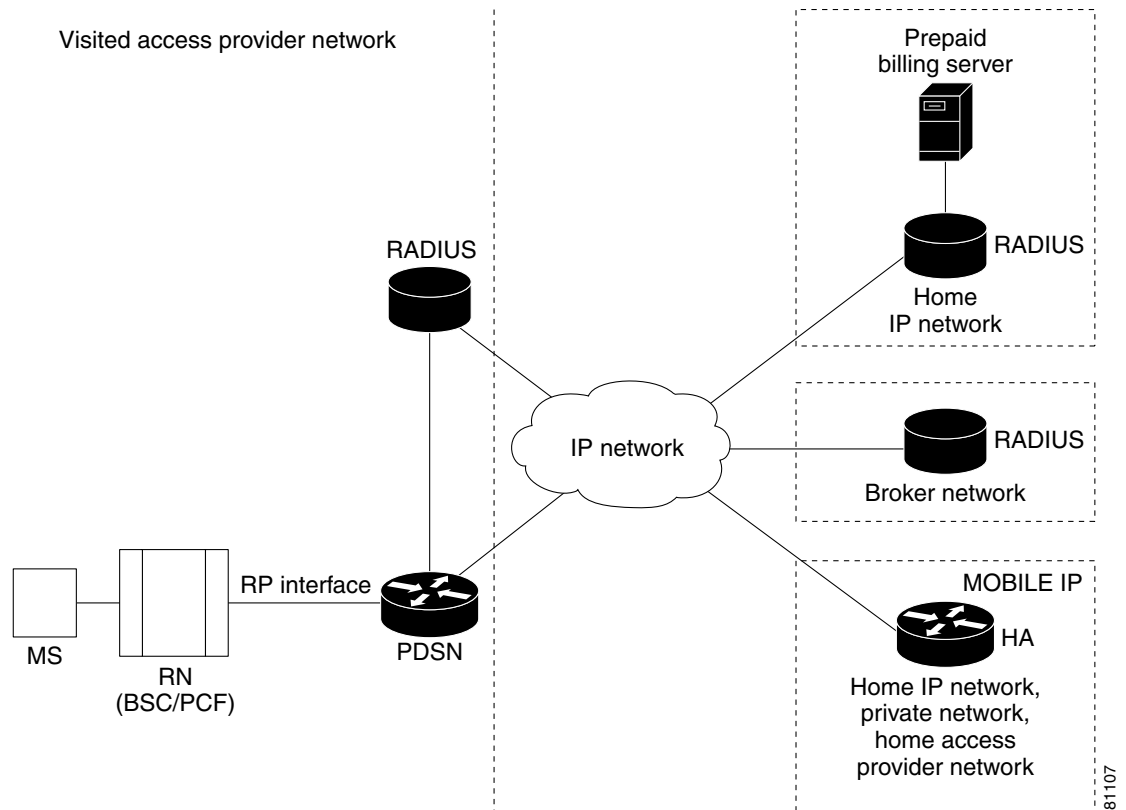 Visited access provider network
Prepaid
billing server
RADIUS
RADIUS
Home
IP network
IP network
RADIUS
Broker network
RP interface
MS
RN
(BSC/PCF)
PDSN
MOBILE IP
HA
Home IP network,
private network,
home access
provider network
81107